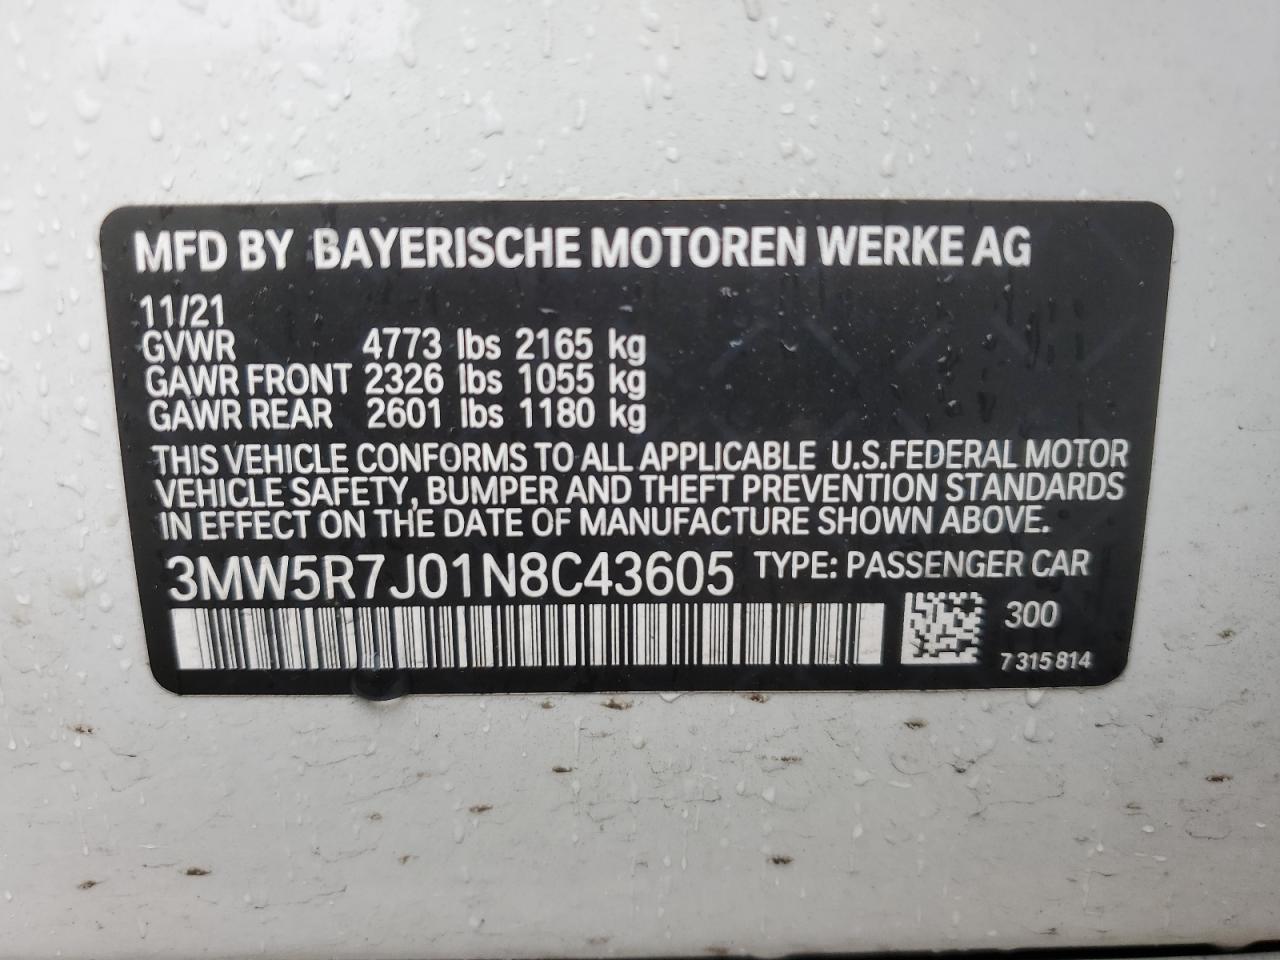 MFD BY BAYERISCHE MOTOREN WERKE AG
11/21
GVWR 4773 lbs 2165 kg
GAWR FRONT 2326 lbs 1055 kg
GAWR REAR 2601 lbs 1180 kg
THIS VEHICLE CONFORMS TO ALL APPLICABLE U.S.FEDERAL MOTOR
VEHICLE SAFETY, BUMPER AND THEFT PREVENTION STANDARDS
IN EFFECT ON THE DATE OF MANUFACTURE SHOWN ABOVE.
3MW5R7J01N8C43605 TYPE: PASSENGER CAR
300
7 315 814